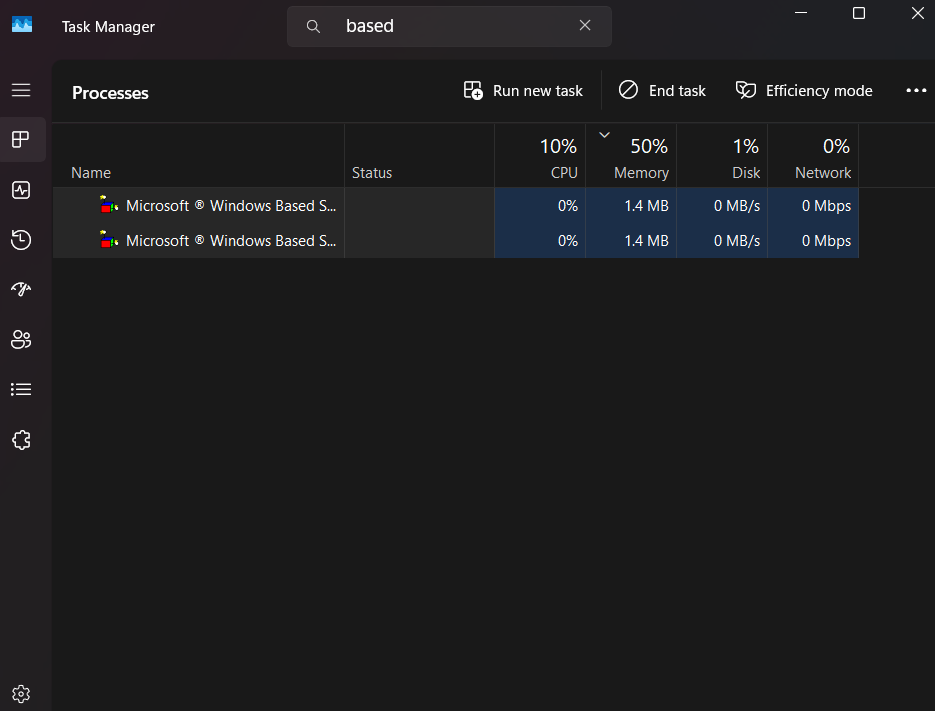 Task Manager
based
Processes
Run new task
End task
Efficiency mode
10% 50% 1% 0%
Name Status CPU Memory Disk Network
Microsoft ® Windows Based S... 0% 1.4 MB 0 MB/s 0 Mbps
Microsoft ® Windows Based S... 0% 1.4 MB 0 MB/s 0 Mbps